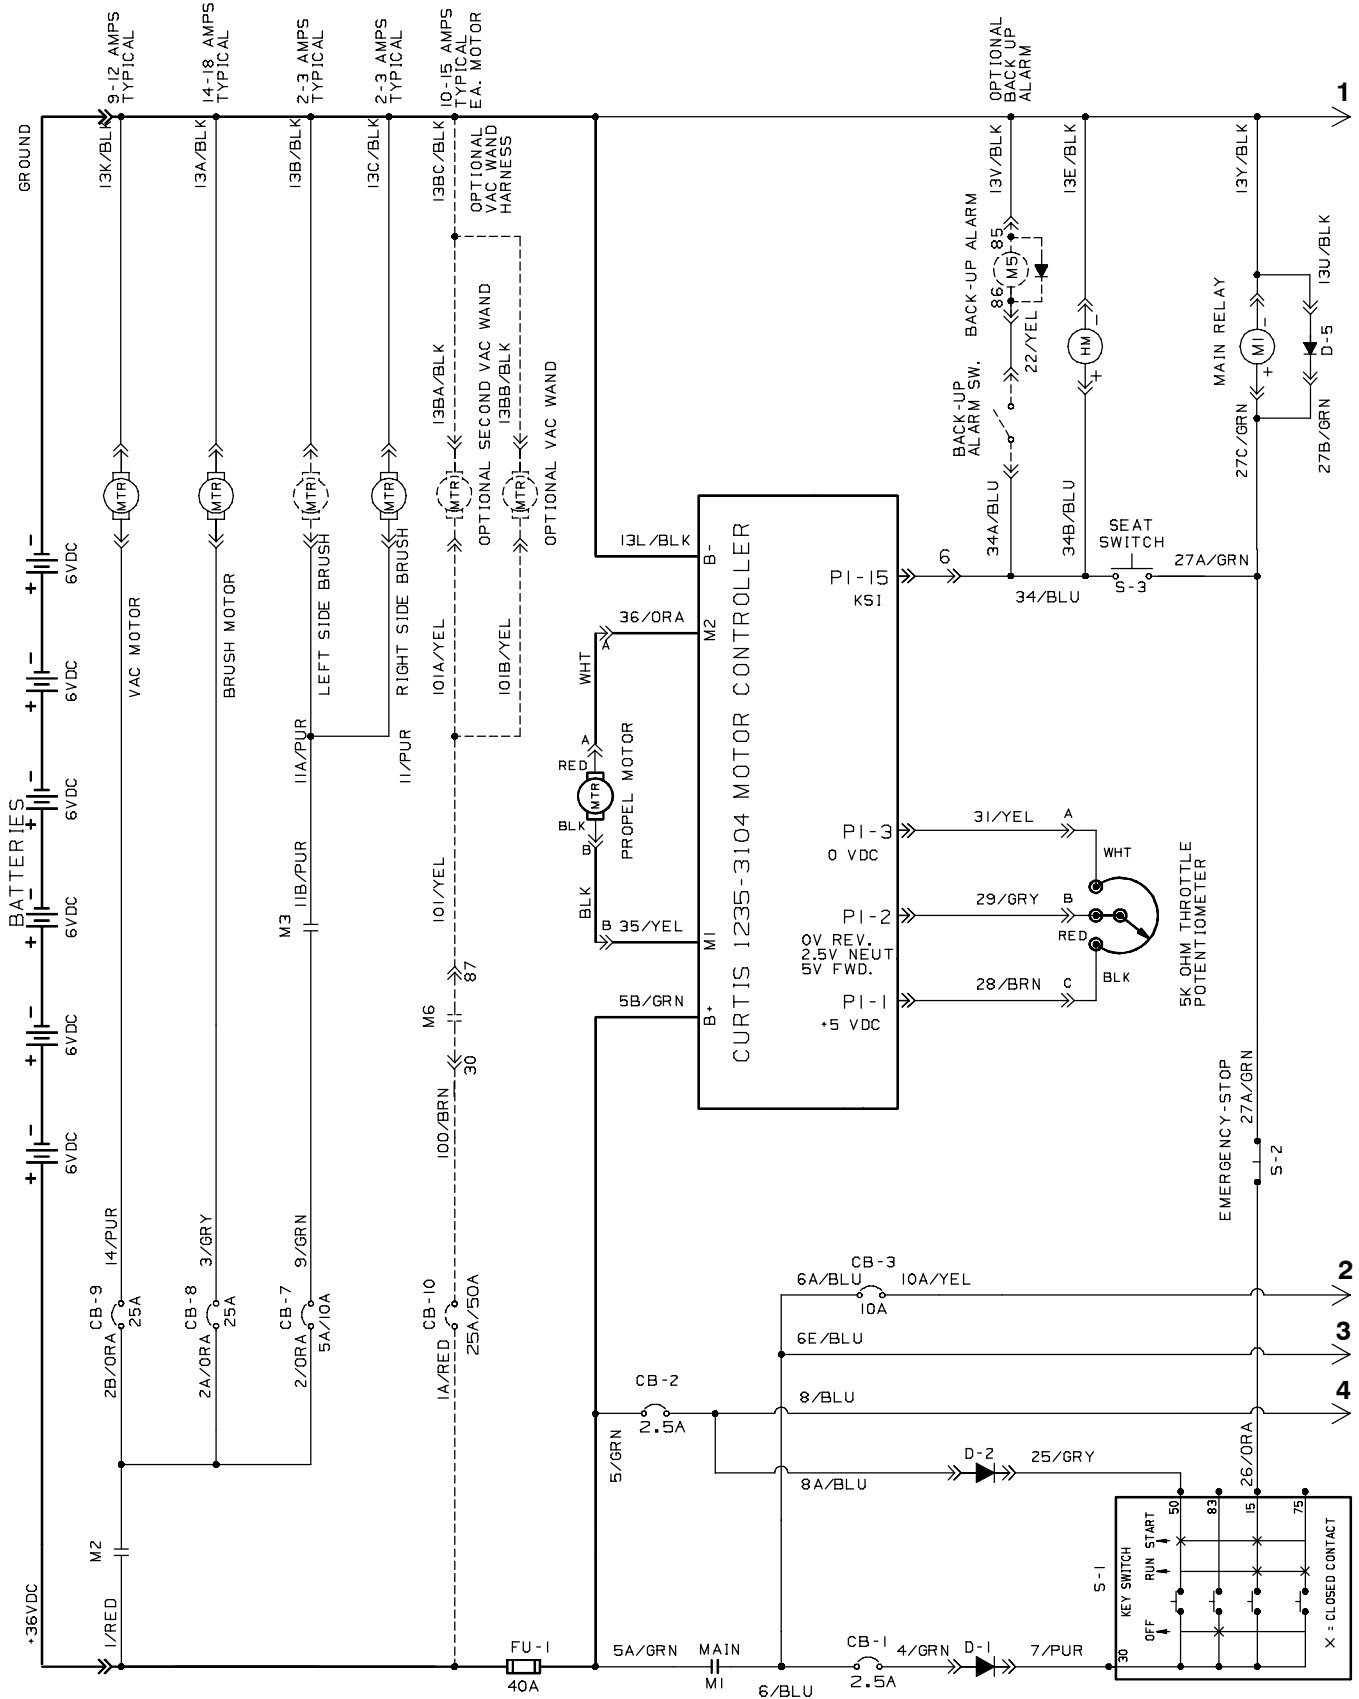 9-12 AMPS
TYPICAL
14-18 AMPS
TYPICAL
2-3 AMPS
TYPICAL
2-3 AMPS
TYPICAL
10-15 AMPS
TYPICAL
EA. MOTOR
OPTIONAL
BACK UP
ALARM
1
GROUND
13K/BLK
13A/BLK
13B/BLK
13C/BLK
13BC/BLK
OPTIONAL
VAC WAND
HARNESS
13V/BLK
13E/BLK
13Y/BLK
85
M5
86
BACK-UP ALARM
22/YEL
BACK-UP
ALARM SW.
HM
-
+
MAIN RELAY
M1
-
+
13U/BLK
D-5
27C/GRN
27B/GRN
13BA/BLK
OPTIONAL SECOND VAC WAND
13BB/BLK
OPTIONAL VAC WAND
MTR
MTR
MTR
MTR
MTR
MTR
BATTERIES
- +
6VDC
- +
6VDC
- +
6VDC
- +
6VDC
- +
6VDC
- +
6VDC
VAC MOTOR
BRUSH MOTOR
LEFT SIDE BRUSH
RIGHT SIDE BRUSH
101A/YEL
101B/YEL
11A/PUR
11/PUR
11B/PUR
M3
101/YEL
87
M6
30
100/BRN
13L/BLK
B-
36/ORA
M2
A
WHT
A
RED
MTR
PROPEL MOTOR
BLK
B
BLK
B
35/YEL
M1
5B/GRN
B+
CURTIS 1235-3104 MOTOR CONTROLLER
P1-15
KSI
6
34A/BLU
34B/BLU
34/BLU
SEAT
SWITCH
S-3
27A/GRN
P1-3
0 VDC
31/YEL
A
WHT
P1-2
0V REV.
2.5V NEUT
5V FWD.
29/GRY
B
RED
P1-1
+5 VDC
28/BRN
C
BLK
5K OHM THROTTLE
POTENTIOMETER
EMERGENCY-STOP
27A/GRN
S-2
14/PUR
CB-9
25A
2B/ORA
3/GRY
CB-8
25A
2A/ORA
9/GRN
CB-7
5A/10A
2/ORA
CB-10
25A/50A
1A/RED
6A/BLU
CB-3
10A
10A/YEL
2
6E/BLU
3
CB-2
2.5A
8/BLU
4
5/GRN
8A/BLU
D-2
25/GRY
26/ORA
M2
+36VDC
1/RED
FU-1
40A
5A/GRN
MAIN
M1
6/BLU
CB-1
2.5A
4/GRN
D-1
7/PUR
S-1
KEY SWITCH
50
83
15
75
START
RUN
OFF
30
X = CLOSED CONTACT